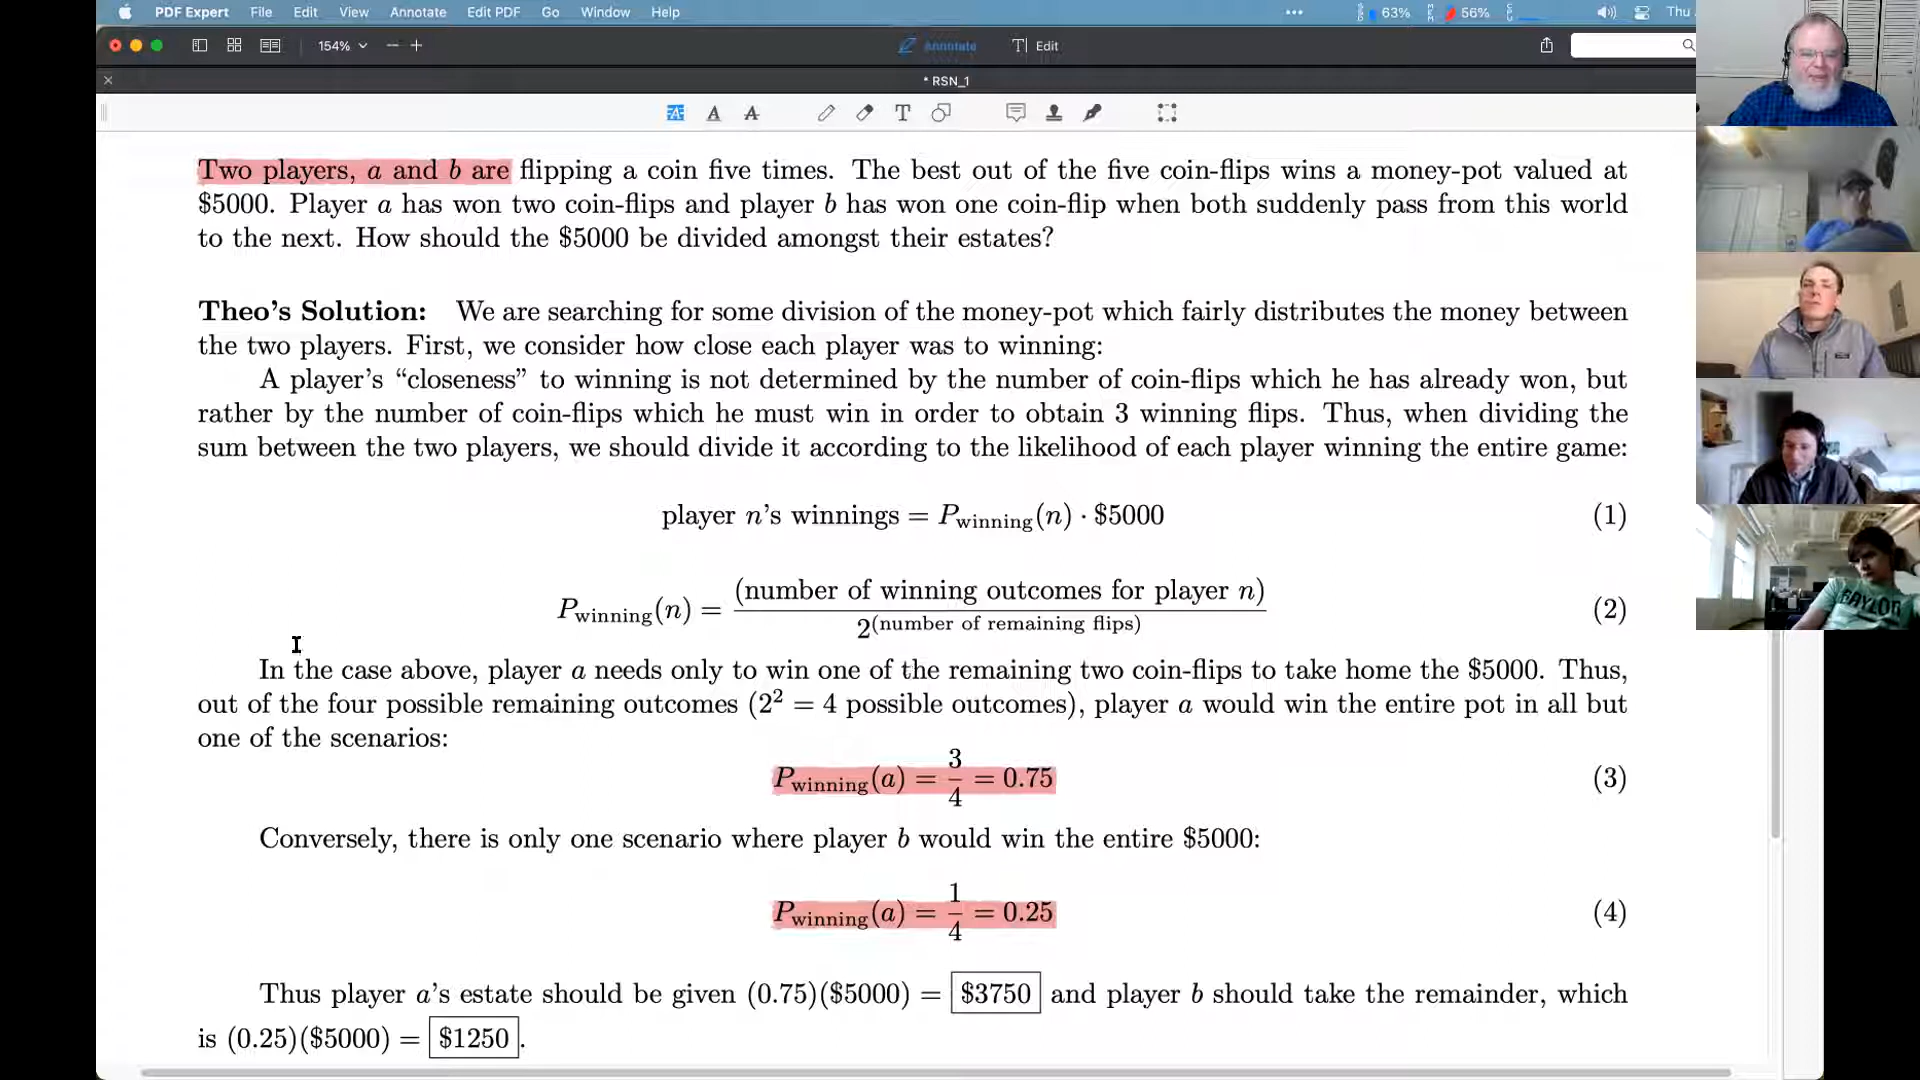 PDF Expert File Edit View Annotate Edit PDF Go Window Help ••• 63% 56% Thu
154% Annotate Edit
• RSN_1
Two players, a and b are flipping a coin five times. The best out of the five coin-flips wins a money-pot valued at
$5000. Player a has won two coin-flips and player b has won one coin-flip when both suddenly pass from this world
to the next. How should the $5000 be divided amongst their estates?
Theo's Solution: We are searching for some division of the money-pot which fairly distributes the money between
the two players. First, we consider how close each player was to winning:
A player's “closeness” to winning is not determined by the number of coin-flips which he has already won, but
rather by the number of coin-flips which he must win in order to obtain 3 winning flips. Thus, when dividing the
sum between the two players, we should divide it according to the likelihood of each player winning the entire game:
player n's winnings = P_winning(n) · $5000 (1)
P_winning(n) = (number of winning outcomes for player n) / 2^(number of remaining flips) (2)
In the case above, player a needs only to win one of the remaining two coin-flips to take home the $5000. Thus,
out of the four possible remaining outcomes (2² = 4 possible outcomes), player a would win the entire pot in all but
one of the scenarios:
P_winning(a) = 3/4 = 0.75 (3)
Conversely, there is only one scenario where player b would win the entire $5000:
P_winning(a) = 1/4 = 0.25 (4)
Thus player a's estate should be given (0.75)($5000) = $3750 and player b should take the remainder, which
is (0.25)($5000) = $1250.
BAYLOR